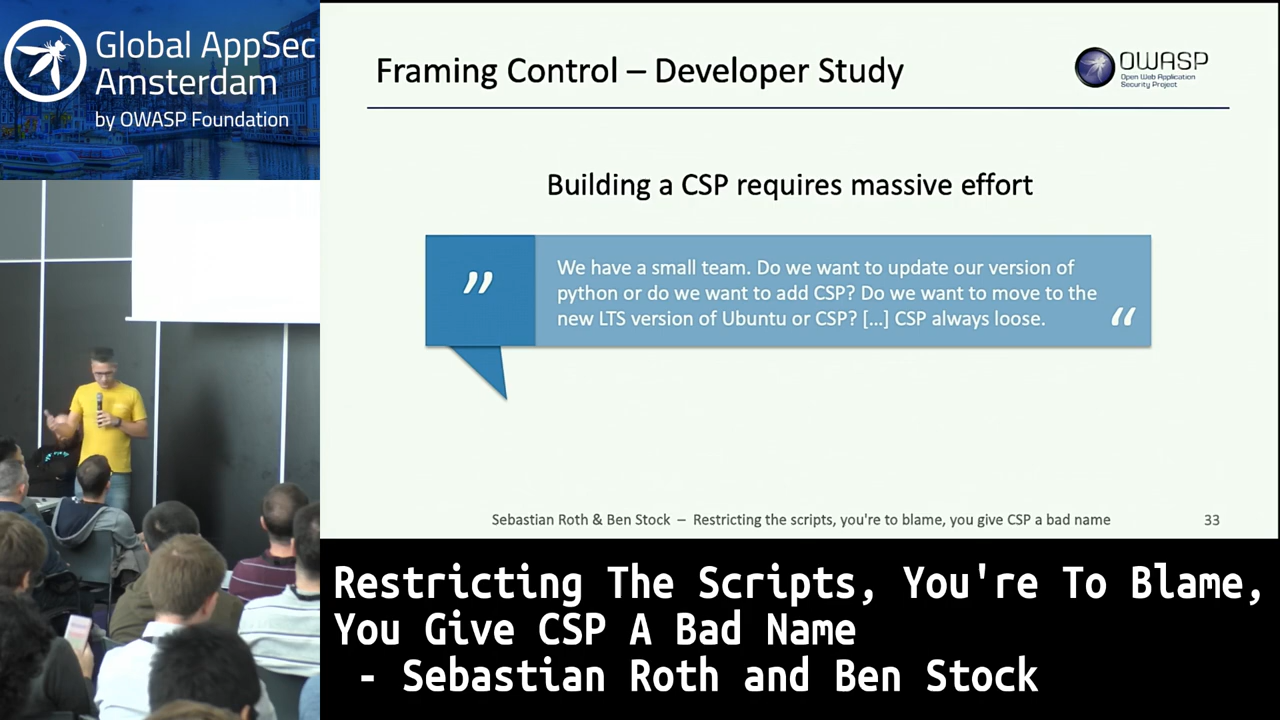 Global AppSec
Amsterdam
by OWASP Foundation
Framing Control – Developer Study
OWASP
Open Web Application
Security Project
Building a CSP requires massive effort
”
We have a small team. Do we want to update our version of
python or do we want to add CSP? Do we want to move to the
new LTS version of Ubuntu or CSP? [...] CSP always loose.
“
Sebastian Roth & Ben Stock – Restricting the scripts, you're to blame, you give CSP a bad name
33
Restricting The Scripts, You're To Blame,
You Give CSP A Bad Name
- Sebastian Roth and Ben Stock